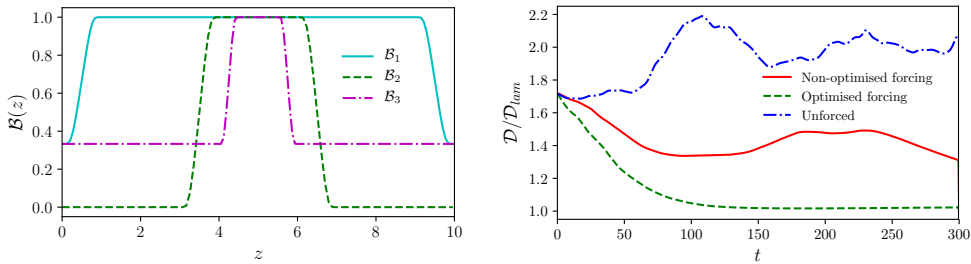 1.0
0.8
0.6
0.4
0.2
0.0
B(z)
0
2
4
6
8
10
z
B₁
B₂
B₃
2.2
2.0
1.8
1.6
1.4
1.2
1.0
D/D_lam
0
50
100
150
200
250
300
t
Non-optimised forcing
Optimised forcing
Unforced